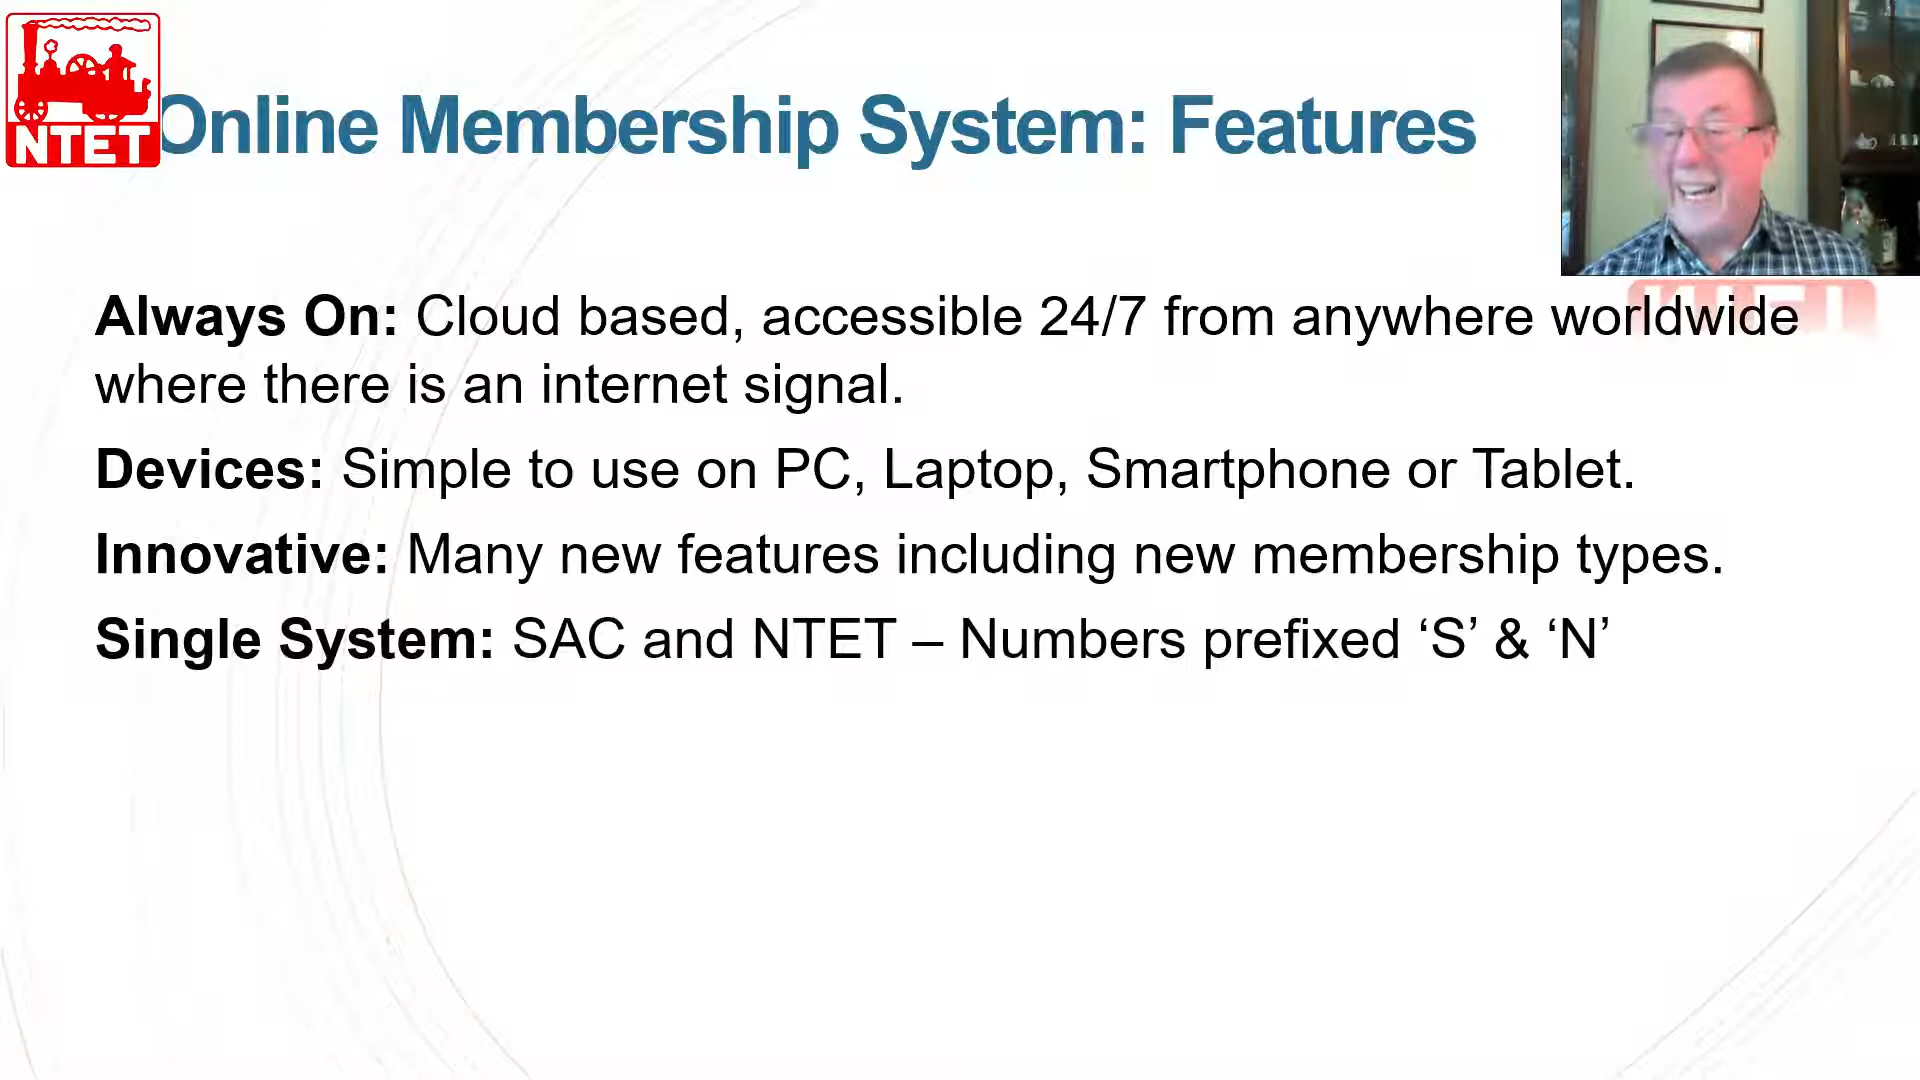 NTET
Online Membership System: Features
Always On: Cloud based, accessible 24/7 from anywhere worldwide
where there is an internet signal.
Devices: Simple to use on PC, Laptop, Smartphone or Tablet.
Innovative: Many new features including new membership types.
Single System: SAC and NTET – Numbers prefixed ‘S’ & ‘N’